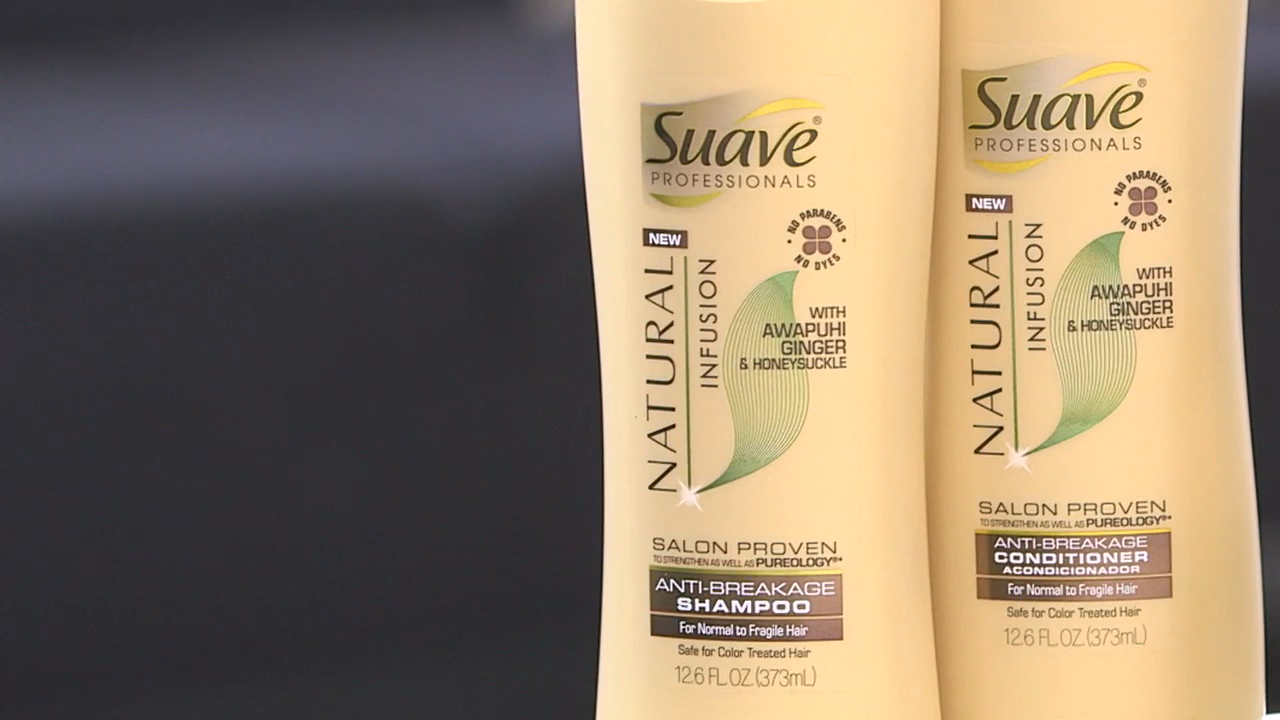 Suave®
PROFESSIONALS
NEW
NATURAL
INFUSION
NO PARABENS
NO DYES
WITH
AWAPUHI
GINGER
& HONEYSUCKLE
SALON PROVEN
TO STRENGTHEN AS WELL AS PUREOLOGY®*
ANTI-BREAKAGE
SHAMPOO
For Normal to Fragile Hair
Safe for Color Treated Hair
12.6 FL.OZ.(373mL)
Suave®
PROFESSIONALS
NEW
NATURAL
INFUSION
NO PARABENS
NO DYES
WITH
AWAPUHI
GINGER
& HONEYSUCKLE
SALON PROVEN
TO STRENGTHEN AS WELL AS PUREOLOGY®*
ANTI-BREAKAGE
CONDITIONER
ACONDICIONADOR
For Normal to Fragile Hair
Safe for Color Treated Hair
12.6 FL.OZ.(373mL)